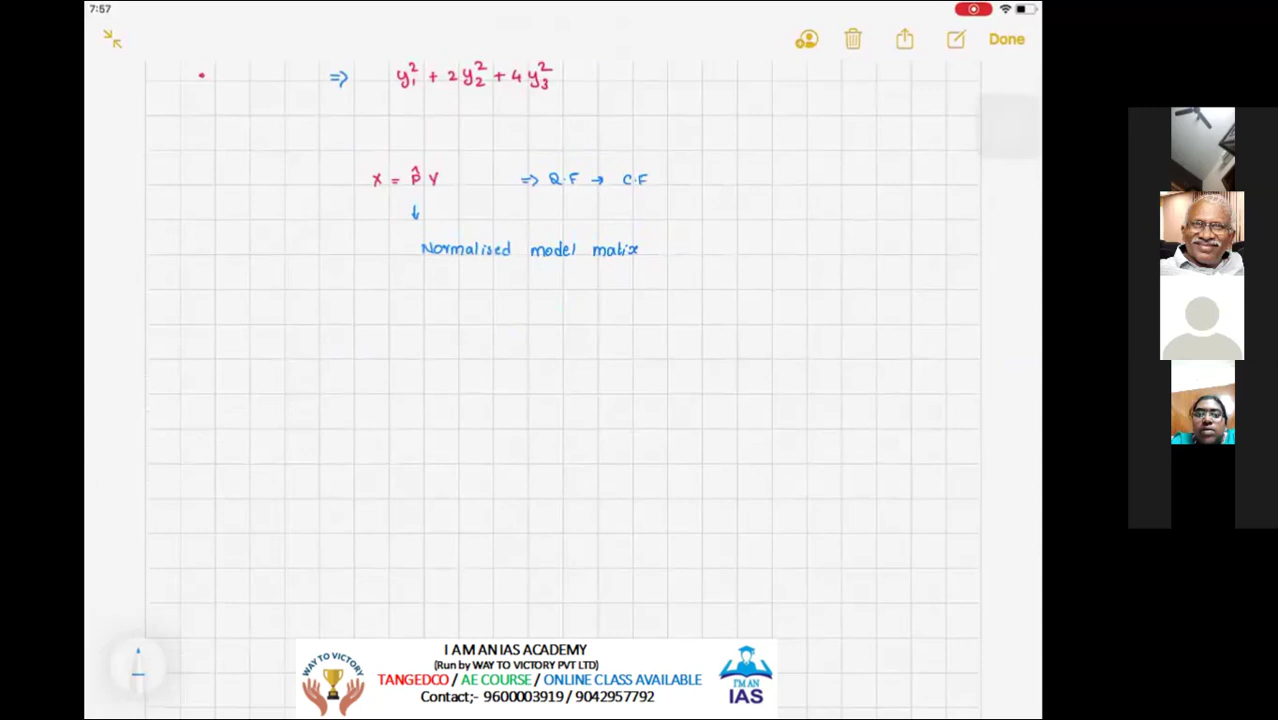 7:57
Done
• ⇒ y₁² + 2y₂² + 4y₃²
X = P̂ Y ⇒ Q.F → C.F
↓
Normalised model matix
WAY TO VICTORY
I AM AN IAS ACADEMY
(Run by WAY TO VICTORY PVT LTD)
TANGEDCO / AE COURSE / ONLINE CLASS AVAILABLE
Contact;- 9600003919 / 9042957792
I'M AN
IAS